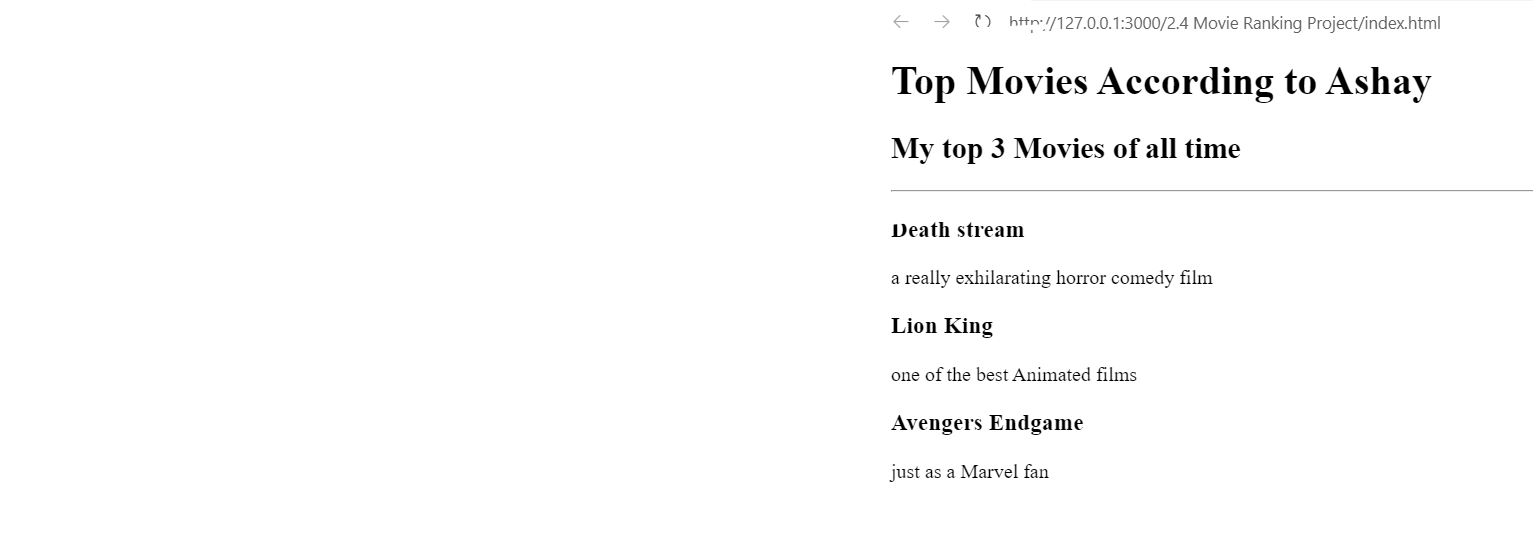 http://127.0.0.1:3000/2.4 Movie Ranking Project/index.html
Top Movies According to Ashay
My top 3 Movies of all time
Death stream
a really exhilarating horror comedy film
Lion King
one of the best Animated films
Avengers Endgame
just as a Marvel fan